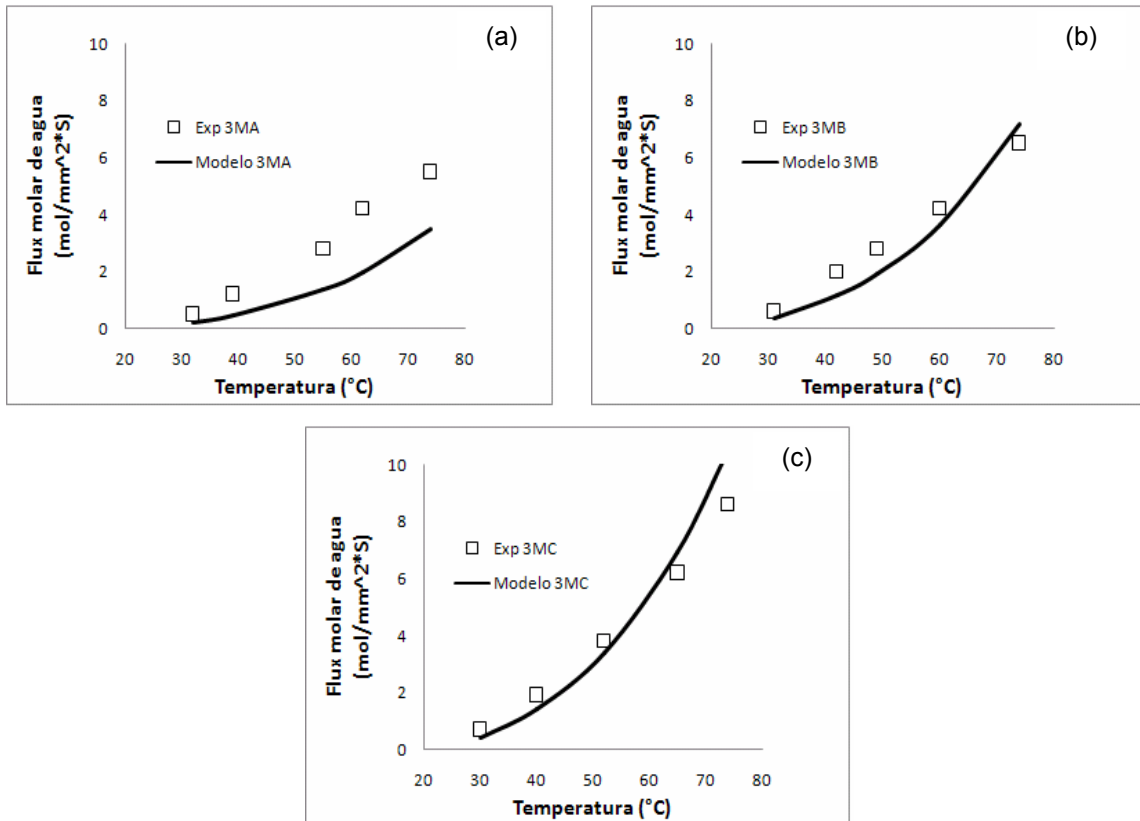 (a)
Flux molar de agua
(mol/mm^2*S)
10
8
6
4
2
0
Exp 3MA
Modelo 3MA
20 30 40 50 60 70 80
Temperatura (°C)
(b)
Flux molar de agua
(mol/mm^2*S)
10
8
6
4
2
0
Exp 3MB
Modelo 3MB
20 30 40 50 60 70 80
Temperatura (°C)
(c)
Flux molar de agua
(mol/mm^2*S)
10
8
6
4
2
0
Exp 3MC
Modelo 3MC
20 30 40 50 60 70 80
Temperatura (°C)